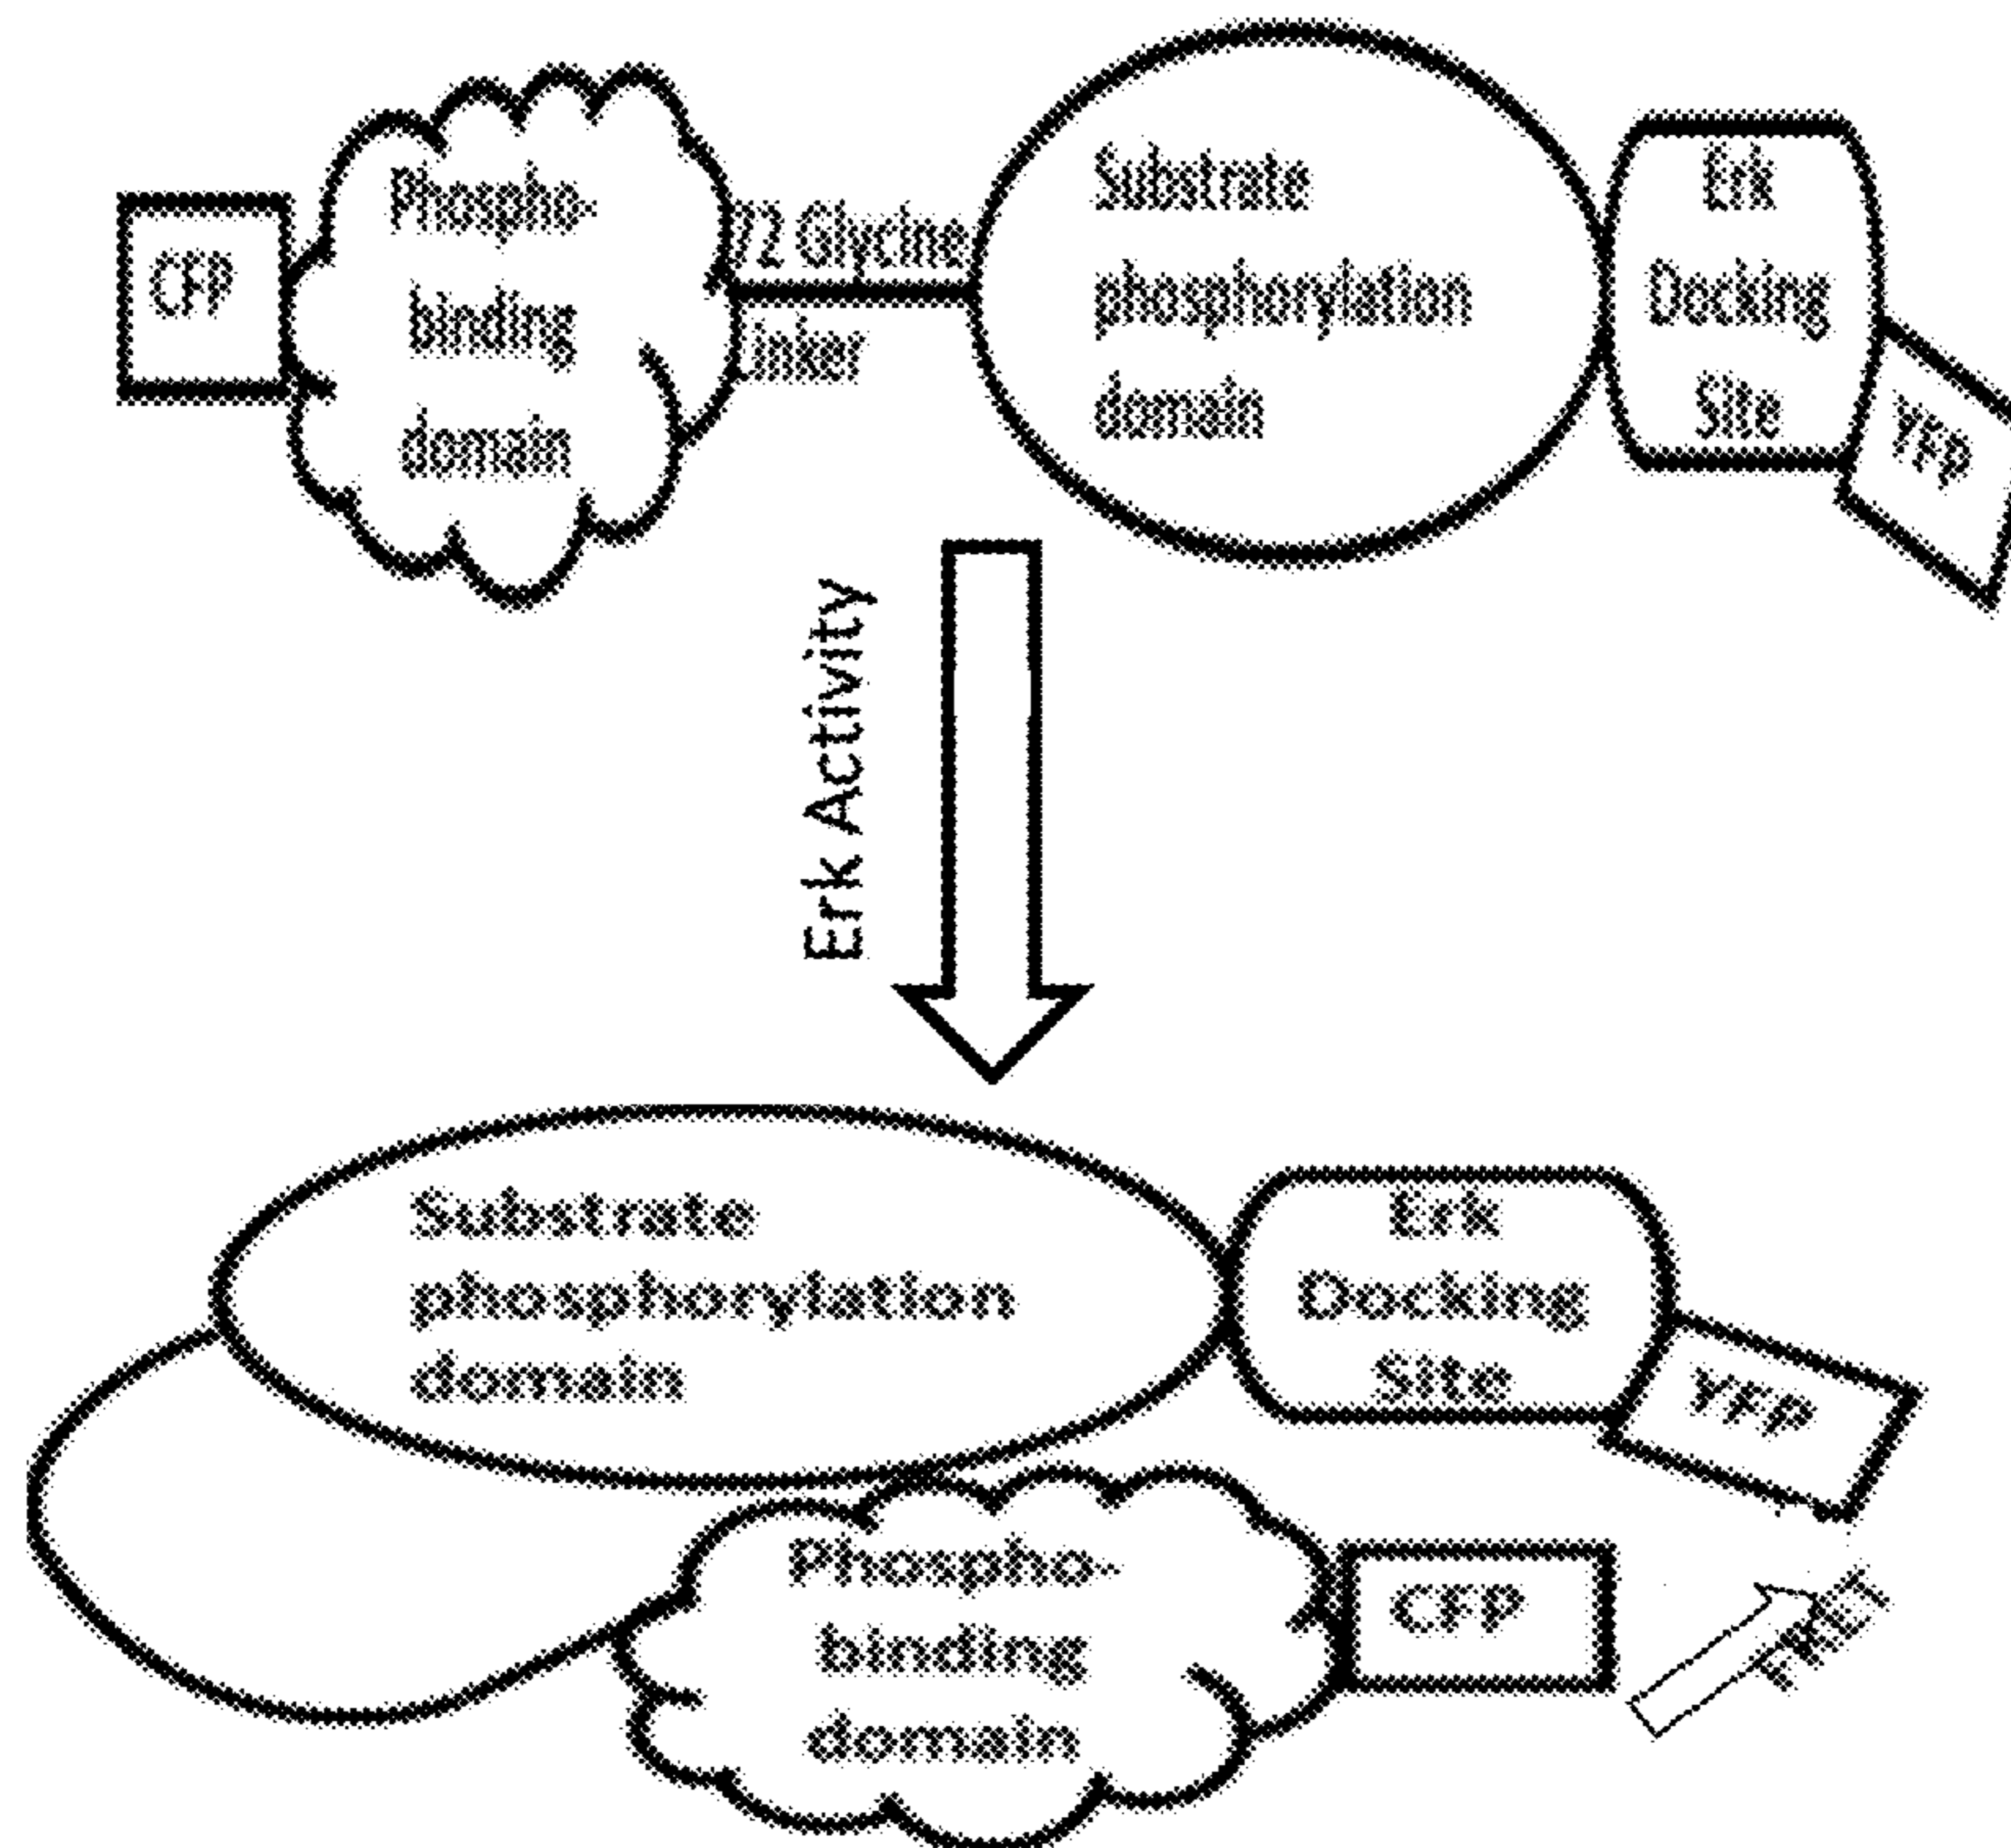 CFP
Phospho-
binding
domain
72 Glycine
Linker
Substrate
phosphorylation
domain
Erk
Docking
Site
YFP
Erk Activity
Substrate
phosphorylation
domain
Erk
Docking
Site
YFP
Phospho-
binding
domain
CFP
FRET